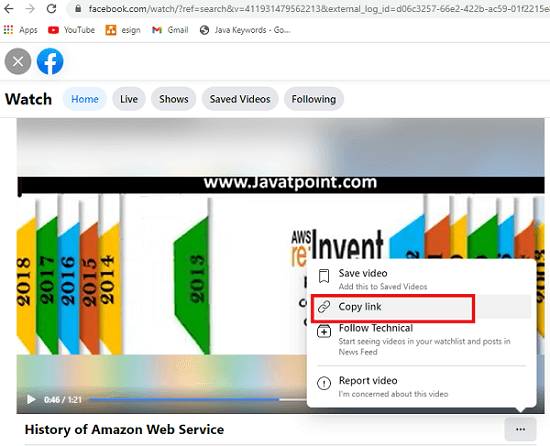 facebook.com/watch/?ref=search&v=411931479562213&external_log_id=d06c3257-66e2-422b-ac59-01f2215e8
Apps YouTube esign Gmail Java Keywords - Go...
Watch Home Live Shows Saved Videos Following
www.Javatpoint.com
2018
2017
2016
2015
2014
2013
AWS
re:Invent
Save video
Add this to Saved Videos
Copy link
Follow Technical
Start seeing videos in your watchlist and posts in
News Feed
Report video
I'm concerned about this video
0:46 / 1:21
History of Amazon Web Service